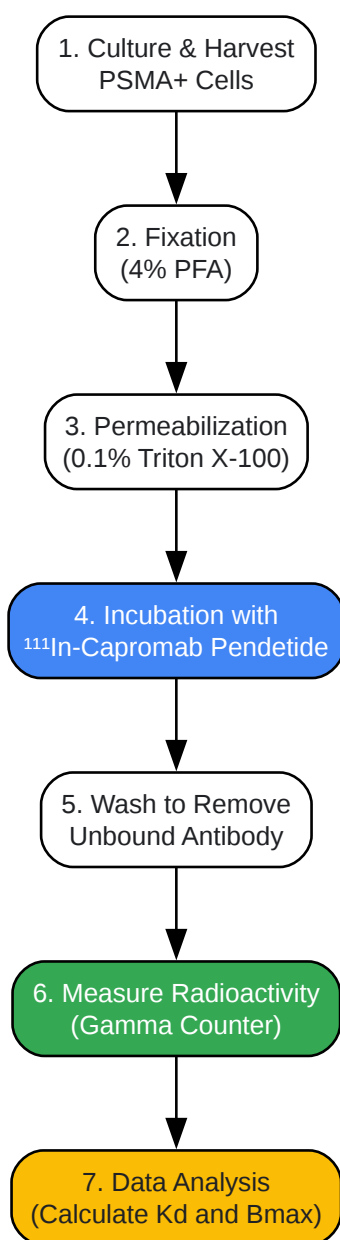 1. Culture & Harvest
PSMA+ Cells
2. Fixation
(4% PFA)
3. Permeabilization
(0.1% Triton X-100)
4. Incubation with
¹¹¹In-Capromab Pendetide
5. Wash to Remove
Unbound Antibody
6. Measure Radioactivity
(Gamma Counter)
7. Data Analysis
(Calculate Kd and Bmax)